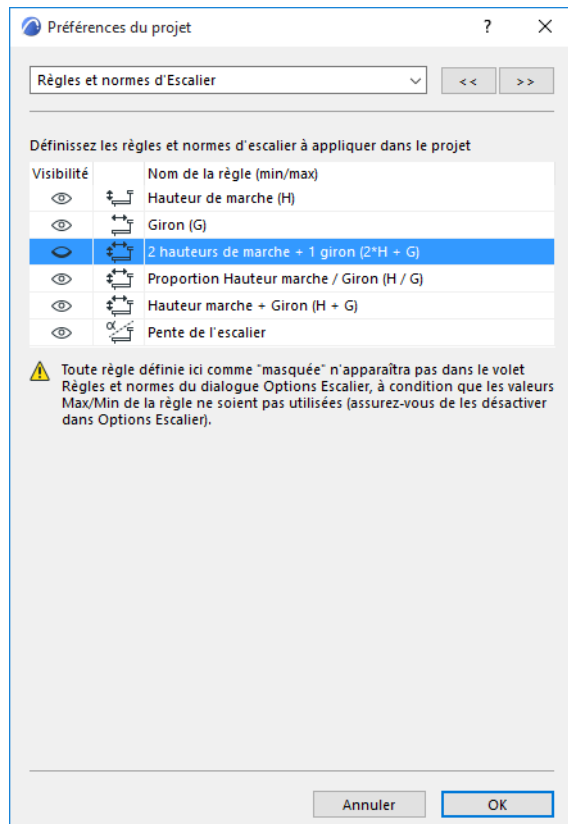 Préférences du projet ? X
Règles et normes d'Escalier << >>
Définissez les règles et normes d'escalier à appliquer dans le projet
Visibilité Nom de la règle (min/max)
Hauteur de marche (H)
Giron (G)
2 hauteurs de marche + 1 giron (2*H + G)
Proportion Hauteur marche / Giron (H / G)
Hauteur marche + Giron (H + G)
α Pente de l'escalier
Toute règle définie ici comme "masquée" n'apparaîtra pas dans le volet
Règles et normes du dialogue Options Escalier, à condition que les valeurs
Max/Min de la règle ne soient pas utilisées (assurez-vous de les désactiver
dans Options Escalier).
Annuler OK